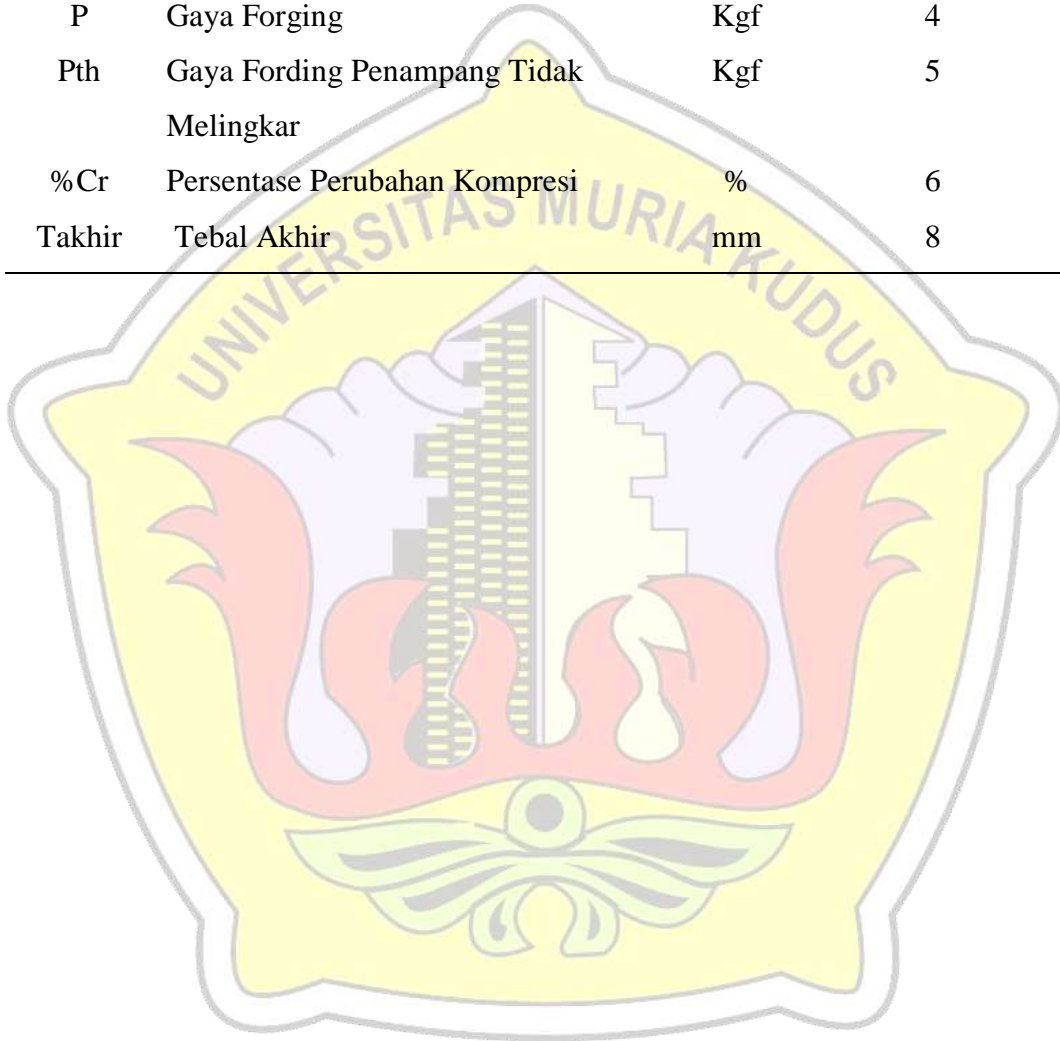 P Gaya Forging Kgf 4
Pth Gaya Fording Penampang Tidak Kgf 5
Melingkar
%Cr Persentase Perubahan Kompresi % 6
Takhir Tebal Akhir mm 8
UNIVERSITAS MURIA KUDUS